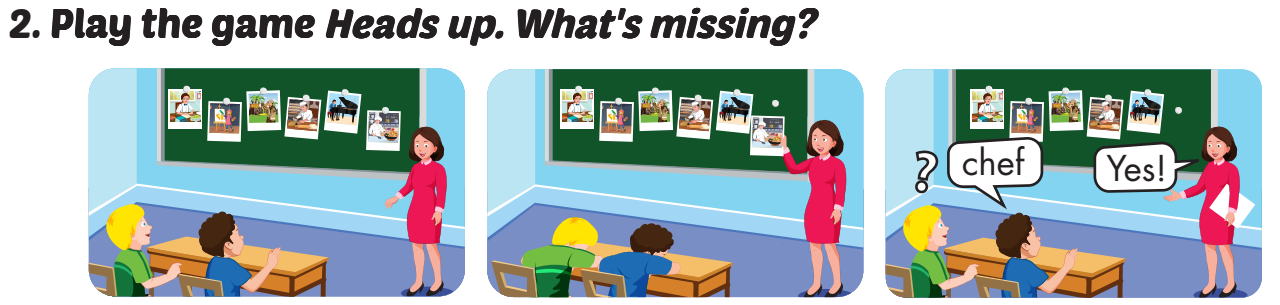 2. Play the game Heads up. What's missing?
? chef Yes!